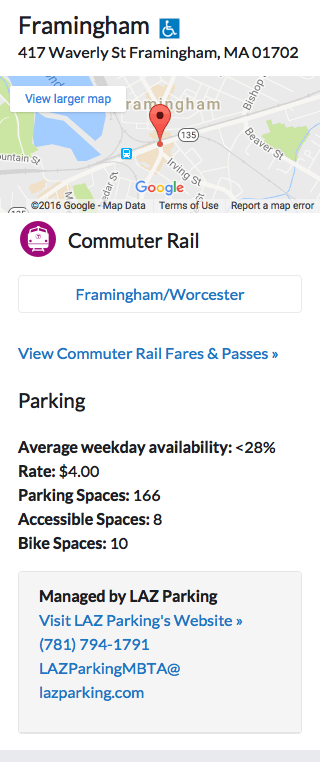 Framingham
417 Waverly St Framingham, MA 01702
View larger map
ramingham
Bishop
135
Beaver St
untain St
Irving St
edar St
Google
©2016 Google - Map Data Terms of Use Report a map error
Commuter Rail
Framingham/Worcester
View Commuter Rail Fares & Passes »
Parking
Average weekday availability: <28%
Rate: $4.00
Parking Spaces: 166
Accessible Spaces: 8
Bike Spaces: 10
Managed by LAZ Parking
Visit LAZ Parking's Website »
(781) 794-1791
LAZParkingMBTA@
lazparking.com